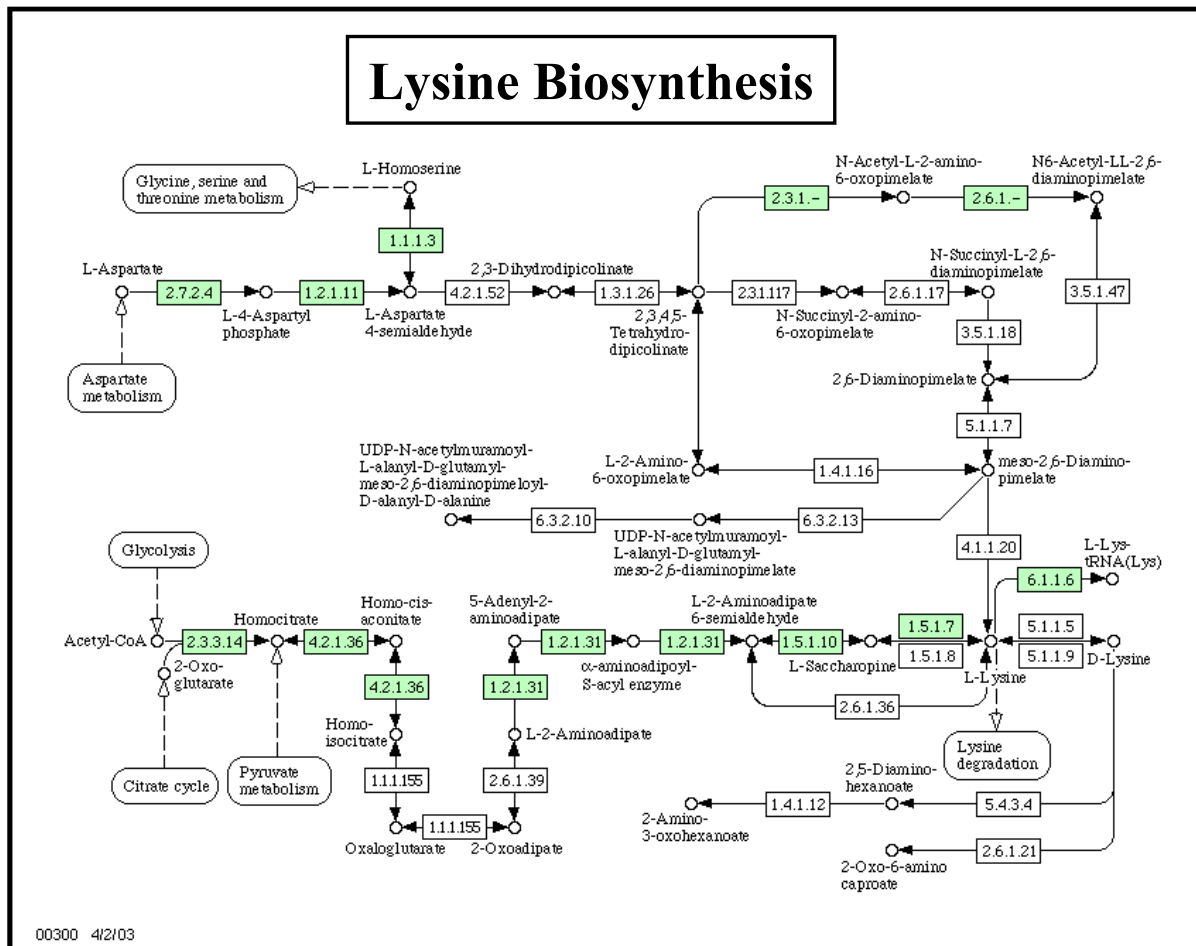 Lysine Biosynthesis
L-Homoserine
Glycine, serine and
threonine metabolism
1.1.1.3
N-Acetyl-L-2-amino-
6-oxopimelate
N6-Acetyl-LL-2,6-
diaminopimelate
2.3.1.-
2.6.1.-
L-Aspartate
2.7.2.4
L-4-Aspartyl
phosphate
1.2.1.11
L-Aspartate
4-semialdehyde
4.2.1.52
2,3-Dihydrodipicolinate
1.3.1.26
2,3,4,5-
Tetrahydro-
dipicolinate
2.3.1.117
N-Succinyl-2-amino-
6-oxopimelate
2.6.1.17
N-Succinyl-L-2,6-
diaminopimelate
3.5.1.47
3.5.1.18
Aspartate
metabolism
2,6-Diaminopimelate
5.1.1.7
UDP-N-acetylmuramoyl-
L-alanyl-D-glutamyl-
meso-2,6-diaminopimeloyl-
D-alanyl-D-alanine
L-2-Amino-
6-oxopimelate
1.4.1.16
meso-2,6-Diamino-
pimelate
6.3.2.10
6.3.2.13
UDP-N-acetylmuramoyl-
L-alanyl-D-glutamyl-
meso-2,6-diaminopimelate
4.1.1.20
L-Lys-
tRNA(Lys)
6.1.1.6
Glycolysis
Acetyl-CoA
2.3.3.14
2-Oxo-
glutarate
Homocitrate
4.2.1.36
Homo-cis-
aconitate
5-Adenyl-2-
aminoadipate
1.2.1.31
α-aminoadipoyl-
S-acyl enzyme
1.2.1.31
L-2-Aminoadipate
6-semialdehyde
1.5.1.10
L-Saccharopine
1.5.1.7
1.5.1.8
L-Lysine
5.1.1.5
5.1.1.9
D-Lysine
4.2.1.36
1.2.1.31
2.6.1.36
Homo-
isocitrate
L-2-Aminoadipate
Lysine
degradation
Citrate cycle
Pyruvate
metabolism
1.1.1.155
2.6.1.39
2,5-Diamino-
hexanoate
1.4.1.12
5.4.3.4
2-Amino-
3-oxohexanoate
1.1.1.155
Oxaloglutarate
2-Oxoadipate
2.6.1.21
2-Oxo-6-amino
caproate
00300 4/2/03